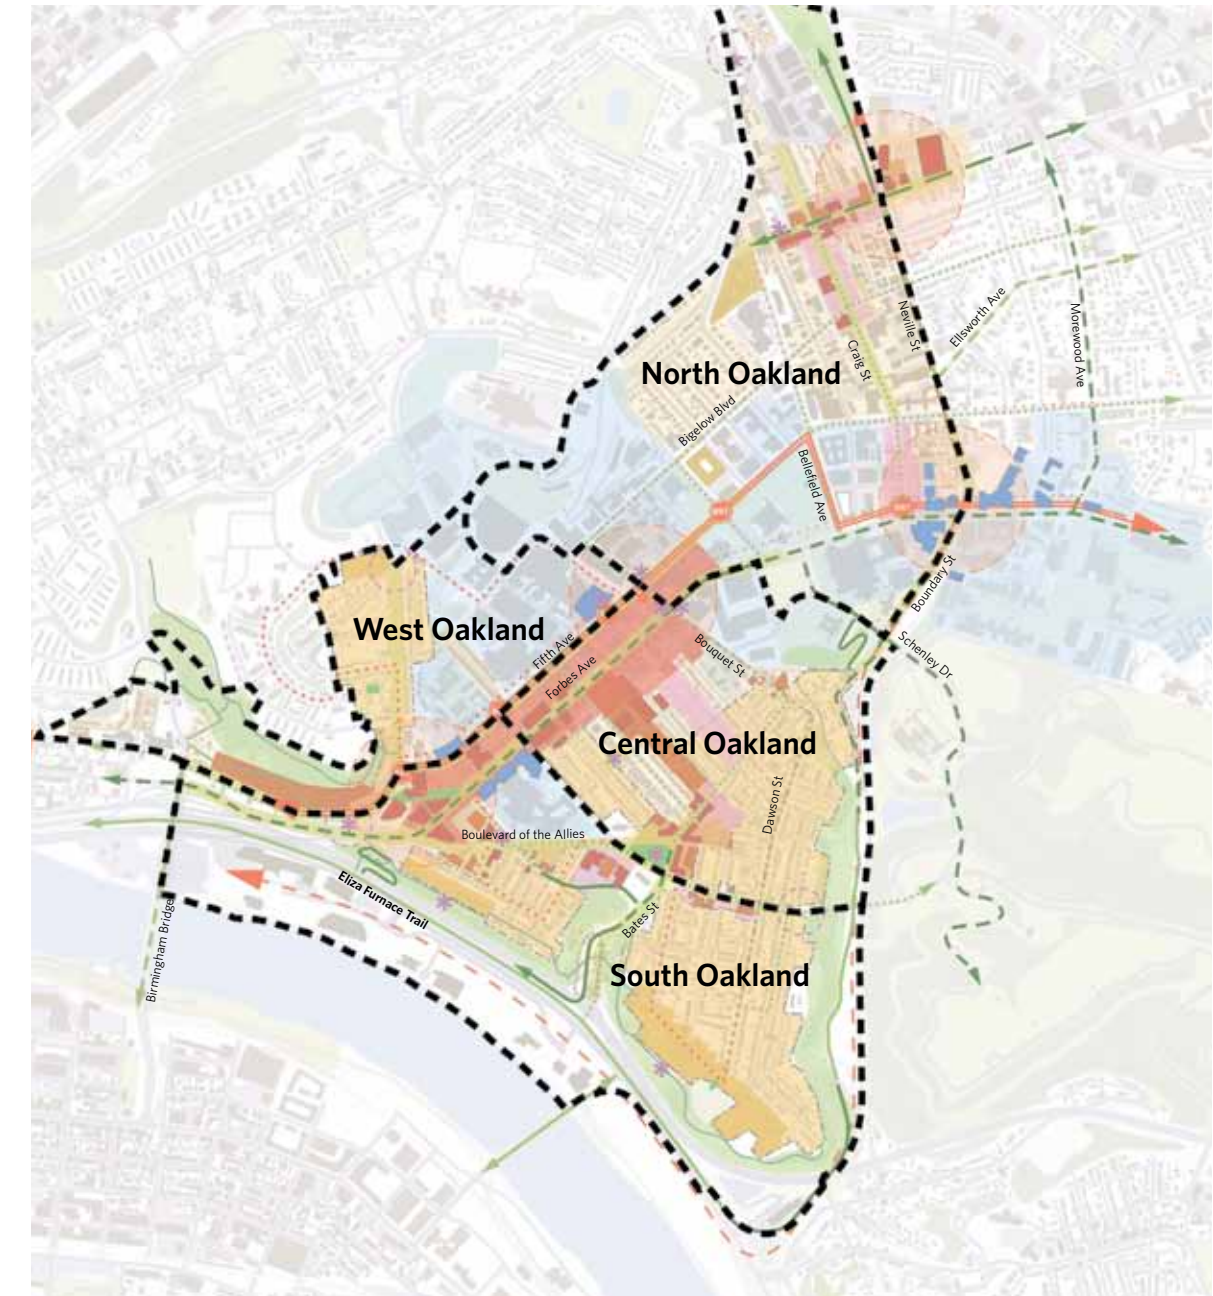 Neville St
Ellsworth Ave
Morewood Ave
Craig St
North Oakland
Bigelow Blvd
Bellefield Ave
Boundary St
West Oakland
Fifth Ave
Forbes Ave
Bouquet St
Schenley Dr
Central Oakland
Dawson St
Boulevard of the Allies
Eliza Furnace Trail
Birmingham Bridge
Bates St
South Oakland